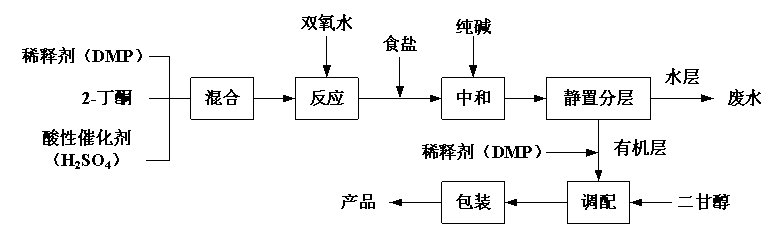 双氧水
食盐
纯碱
稀释剂（DMP）
2-丁酮
酸性催化剂
（H₂SO₄）
混合
反应
中和
静置分层
水层
废水
稀释剂（DMP）
有机层
产品
包装
调配
二甘醇